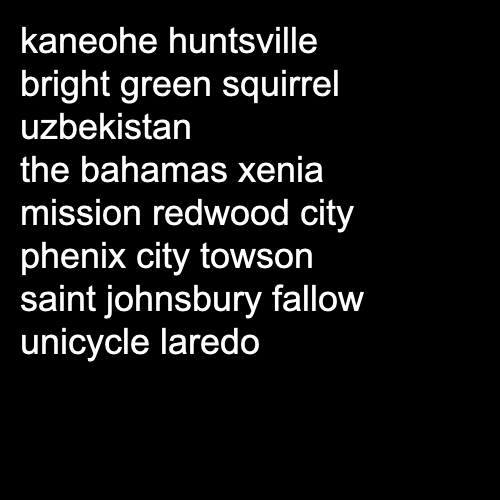 kaneohe huntsville
bright green squirrel
uzbekistan
the bahamas xenia
mission redwood city
phenix city towson
saint johnsbury fallow
unicycle laredo